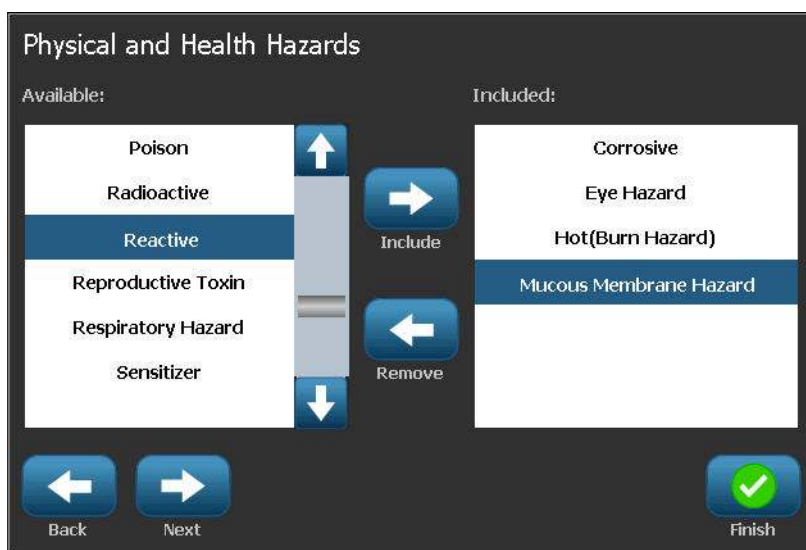 Physical and Health Hazards
Available:
Included:
Poison
Radioactive
Reactive
Reproductive Toxin
Respiratory Hazard
Sensitizer
Include
Remove
Corrosive
Eye Hazard
Hot(Burn Hazard)
Mucous Membrane Hazard
Back
Next
Finish